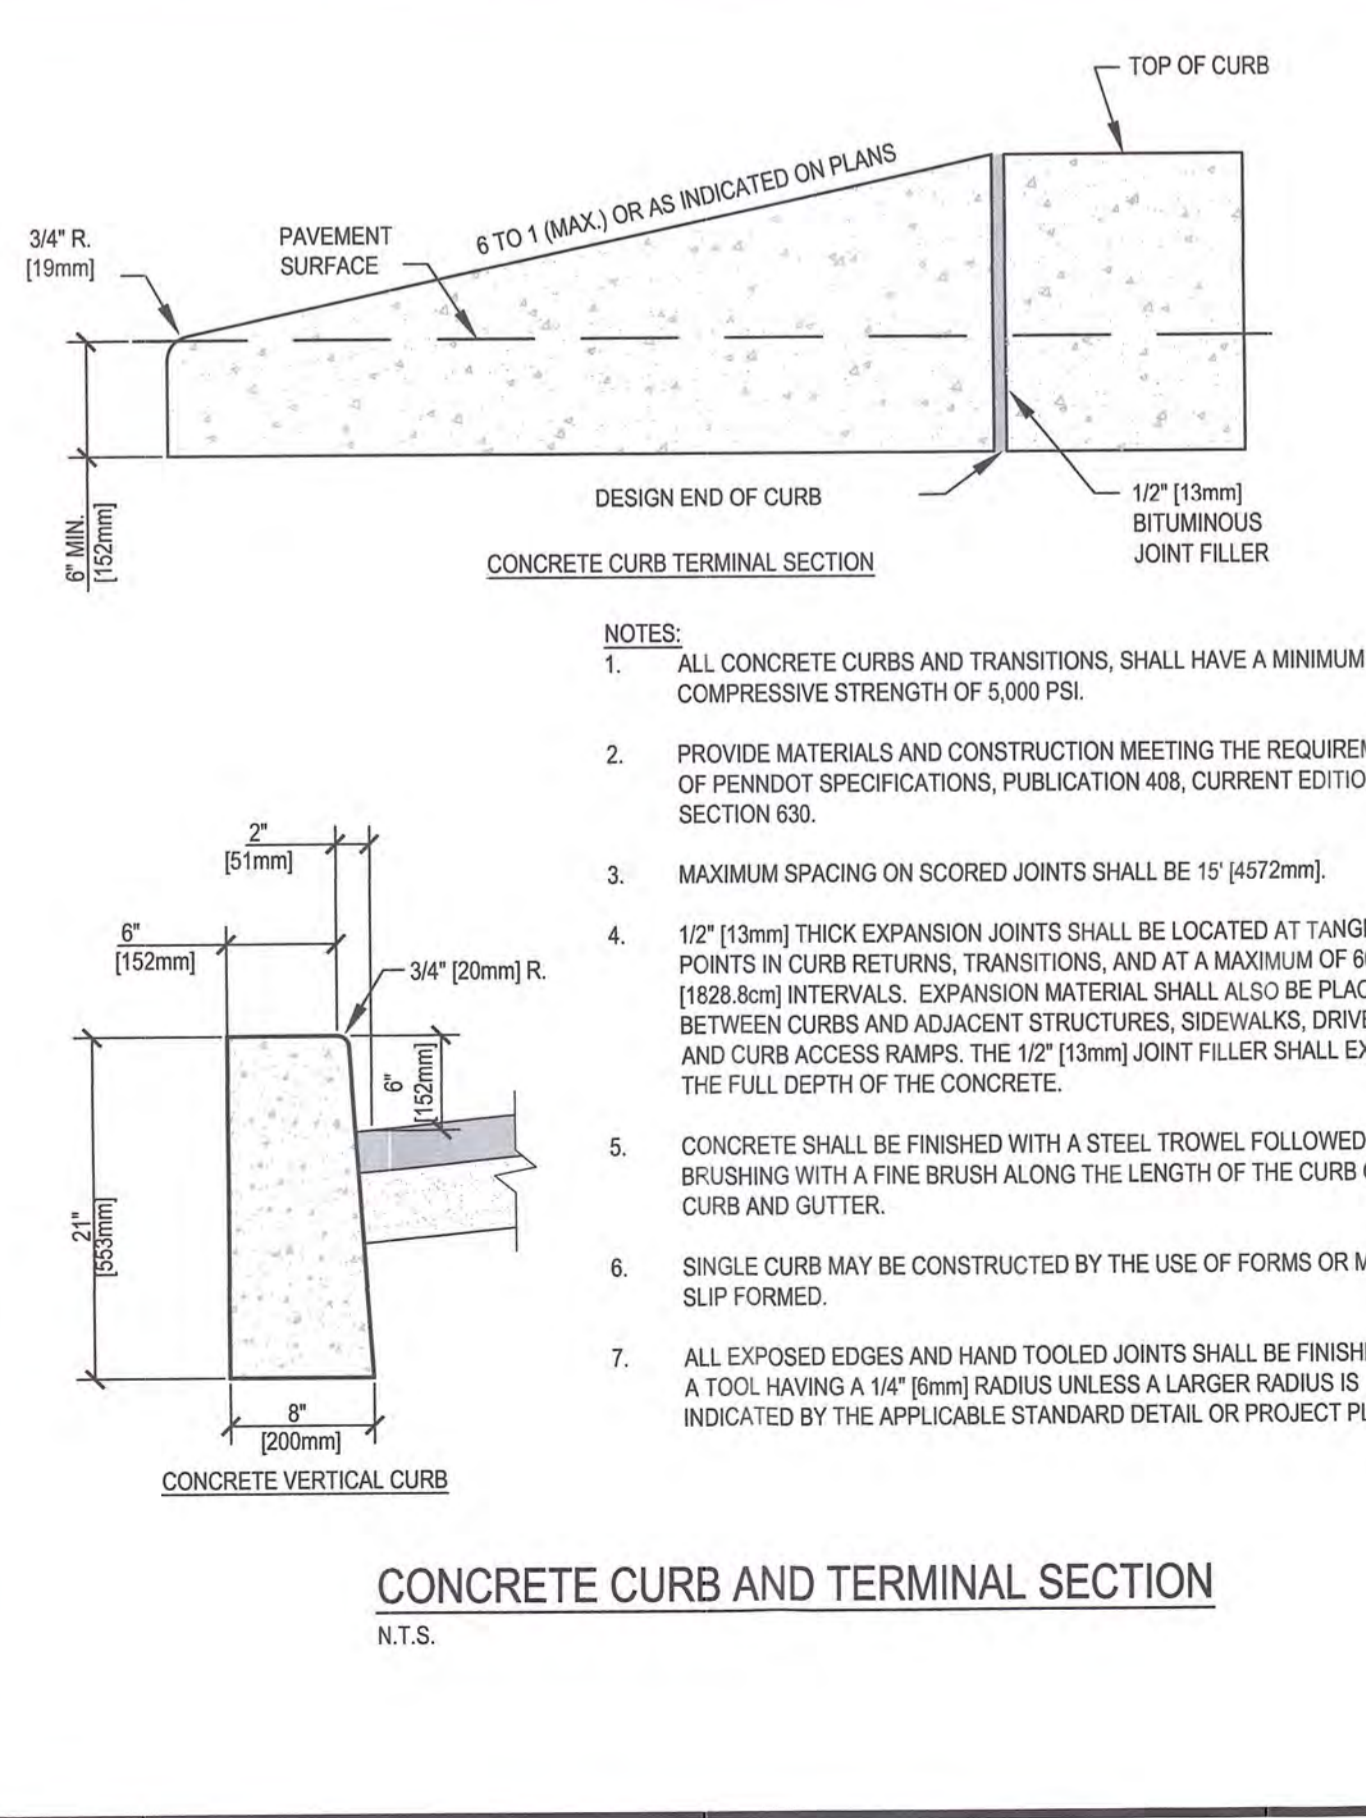 TOP OF CURB
6 TO 1 (MAX.) OR AS INDICATED ON PLANS
3/4" R.
[19mm]
PAVEMENT
SURFACE
6" MIN.
[152mm]
DESIGN END OF CURB
1/2" [13mm]
BITUMINOUS
JOINT FILLER
CONCRETE CURB TERMINAL SECTION
NOTES:
1. ALL CONCRETE CURBS AND TRANSITIONS, SHALL HAVE A MINIMUM
COMPRESSIVE STRENGTH OF 5,000 PSI.
2. PROVIDE MATERIALS AND CONSTRUCTION MEETING THE
OF PENNDOT SPECIFICATIONS, PUBLICATION 408, CURRENT
SECTION 630.
3. MAXIMUM SPACING ON SCORED JOINTS SHALL BE 15' [4572mm].
4. 1/2" [13mm] THICK EXPANSION JOINTS SHALL BE LOCATED AT
POINTS IN CURB RETURNS, TRANSITIONS, AND AT A MAXIMUM OF
[1828.8cm] INTERVALS. EXPANSION MATERIAL SHALL ALSO BE
BETWEEN CURBS AND ADJACENT STRUCTURES, SIDEWALKS,
AND CURB ACCESS RAMPS. THE 1/2" [13mm] JOINT FILLER SHALL
THE FULL DEPTH OF THE CONCRETE.
5. CONCRETE SHALL BE FINISHED WITH A STEEL TROWEL FOLLOWED
BRUSHING WITH A FINE BRUSH ALONG THE LENGTH OF THE CURB
CURB AND GUTTER.
6. SINGLE CURB MAY BE CONSTRUCTED BY THE USE OF FORMS OR
SLIP FORMED.
7. ALL EXPOSED EDGES AND HAND TOOLED JOINTS SHALL BE
A TOOL HAVING A 1/4" [6mm] RADIUS UNLESS A LARGER RADIUS IS
INDICATED BY THE APPLICABLE STANDARD DETAIL OR PROJECT
2"
[51mm]
6"
[152mm]
3/4" [20mm] R.
6"
[152mm]
21"
[553mm]
8"
[200mm]
CONCRETE VERTICAL CURB
CONCRETE CURB AND TERMINAL SECTION
N.T.S.